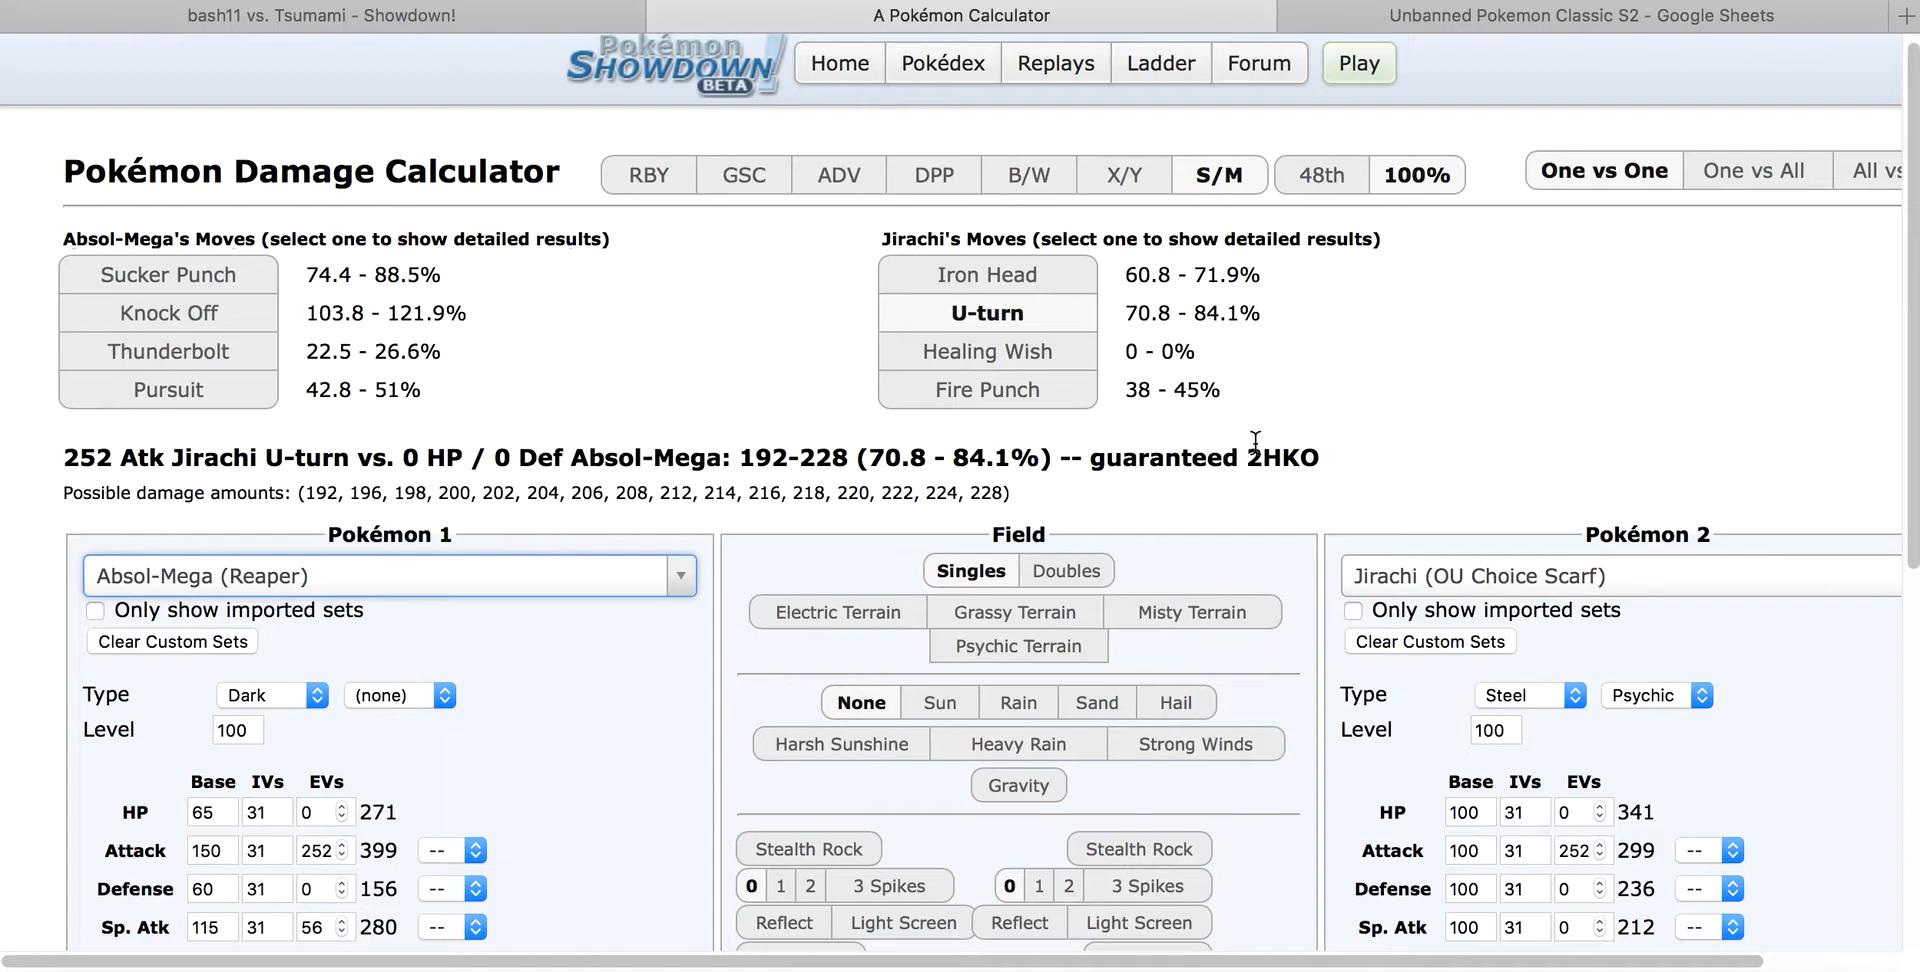 bash11 vs. Tsumami - Showdown!
A Pokémon Calculator
Unbanned Pokemon Classic S2 - Google Sheets
+
Pokémon
SHOWDOWN!
BETA
Home Pokédex Replays Ladder Forum Play
Pokémon Damage Calculator
RBY GSC ADV DPP B/W X/Y S/M 48th 100% One vs One One vs All All vs
Absol-Mega's Moves (select one to show detailed results)
Sucker Punch 74.4 - 88.5%
Knock Off 103.8 - 121.9%
Thunderbolt 22.5 - 26.6%
Pursuit 42.8 - 51%
Jirachi's Moves (select one to show detailed results)
Iron Head 60.8 - 71.9%
U-turn 70.8 - 84.1%
Healing Wish 0 - 0%
Fire Punch 38 - 45%
252 Atk Jirachi U-turn vs. 0 HP / 0 Def Absol-Mega: 192-228 (70.8 - 84.1%) -- guaranteed 2HKO
Possible damage amounts: (192, 196, 198, 200, 202, 204, 206, 208, 212, 214, 216, 218, 220, 222, 224, 228)
Pokémon 1
Absol-Mega (Reaper)
Only show imported sets
Clear Custom Sets
Type Dark (none)
Level 100
Base IVs EVs
HP 65 31 0 271
Attack 150 31 252 399 --
Defense 60 31 0 156 --
Sp. Atk 115 31 56 280 --
Field
Singles Doubles
Electric Terrain Grassy Terrain Misty Terrain
Psychic Terrain
None Sun Rain Sand Hail
Harsh Sunshine Heavy Rain Strong Winds
Gravity
Stealth Rock Stealth Rock
0 1 2 3 Spikes 0 1 2 3 Spikes
Reflect Light Screen Reflect Light Screen
Pokémon 2
Jirachi (OU Choice Scarf)
Only show imported sets
Clear Custom Sets
Type Steel Psychic
Level 100
Base IVs EVs
HP 100 31 0 341
Attack 100 31 252 299 --
Defense 100 31 0 236 --
Sp. Atk 100 31 0 212 --